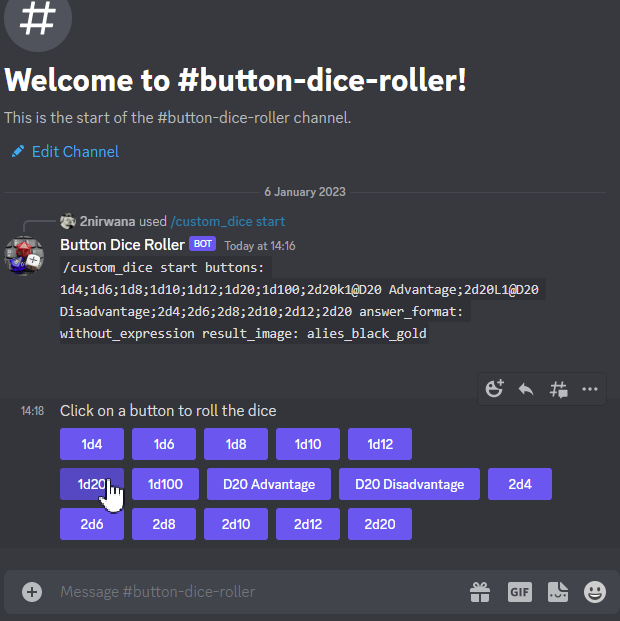 #
Welcome to #button-dice-roller!
This is the start of the #button-dice-roller channel.
Edit Channel
6 January 2023
2nirwana used /custom_dice start
Button Dice Roller BOT Today at 14:16
/custom_dice start buttons:
1d4;1d6;1d8;1d10;1d12;1d20;1d100;2d20k1@D20 Advantage;2d20L1@D20
Disadvantage;2d4;2d6;2d8;2d10;2d12;2d20 answer_format:
without_expression result_image: alies_black_gold
14:18 Click on a button to roll the dice
1d4 1d6 1d8 1d10 1d12
1d20 1d100 D20 Advantage D20 Disadvantage 2d4
2d6 2d8 2d10 2d12 2d20
Message #button-dice-roller GIF